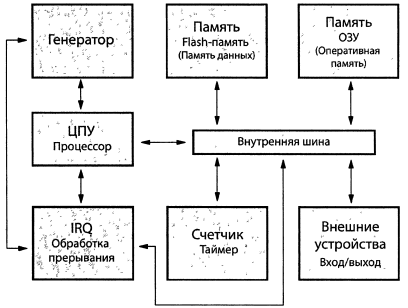 Генератор
Память
Flash-память
(Память данных)
Память
ОЗУ
(Оперативная
память)
ЦПУ
Процессор
Внутренняя шина
IRQ
Обработка
прерывания
Счетчик
Таймер
Внешние
устройства
Вход/выход